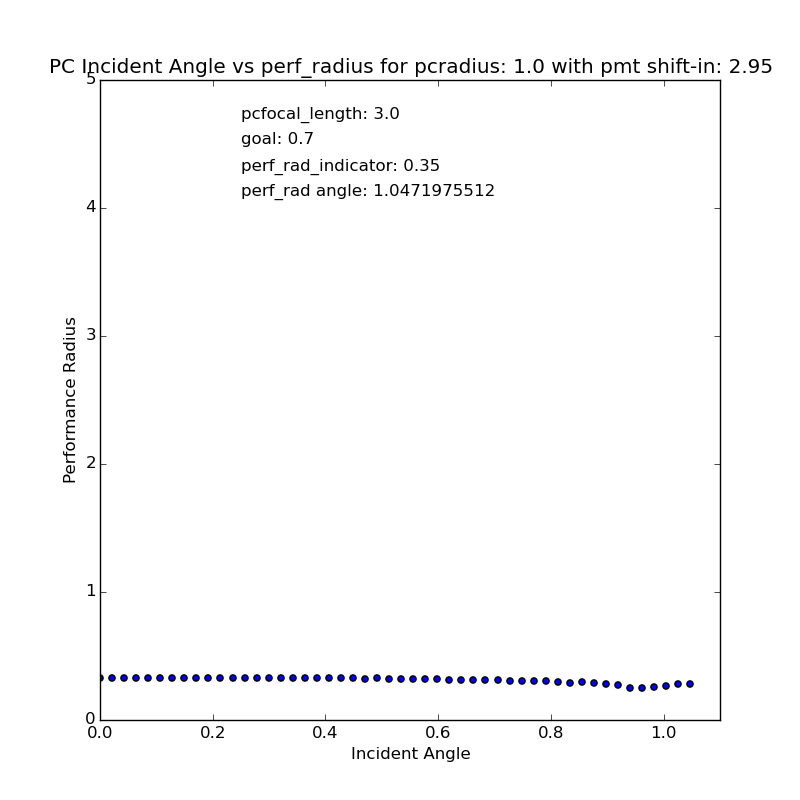 PC Incident Angle vs perf_radius for pcradius: 1.0 with pmt shift-in: 2.95
5
pcfocal_length: 3.0
goal: 0.7
perf_rad_indicator: 0.35
perf_rad angle: 1.0471975512
4
3
Performance Radius
2
1
0
0.0 0.2 0.4 0.6 0.8 1.0
Incident Angle